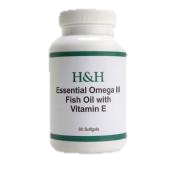 H&H
Essential Omega III
Fish Oil with
Vitamin E
60 Softgels